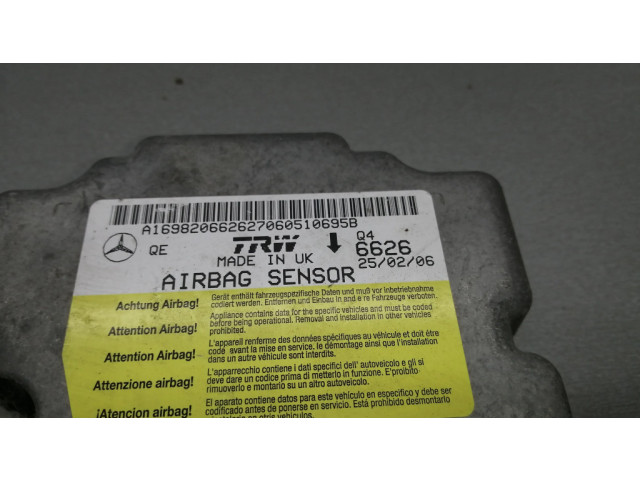 A169820662627060510695B
QE TRW Q4
MADE IN UK 6626
AIRBAG SENSOR 25/02/06
Achtung Airbag! Gerät enthält fahrzeugspezifische Daten und muß vor Inbetriebnahme
codiert werden. Entfernen und Einbau in and e re Fahrzeuge verboten.
Attention Airbag! Appliance contains data for the specific vehicles and must be coded
before being operational. Removal and Installation in other vehicles
prohibited.
Attention Airbag! L'appareil renferme des données spécifiques au véhicule et doit être
codé avant la mise en service, le démontage ainsi que l'installation
dans un autre véhicule sont interdits.
Attenzione airbag! L'apparecchio contiene i dati specifici dell' autoveicolo e gli si
deve dare un codice prima di metterlo in funzione. E'proibito
rimuoverlo e montarlo su un altro autoveicolo.
¡Atencion airbag! El aparato contiene datos para un vehículo en específico y debe ser
codificado antes de ponerse en servicio. Está prohibido desmontarlo